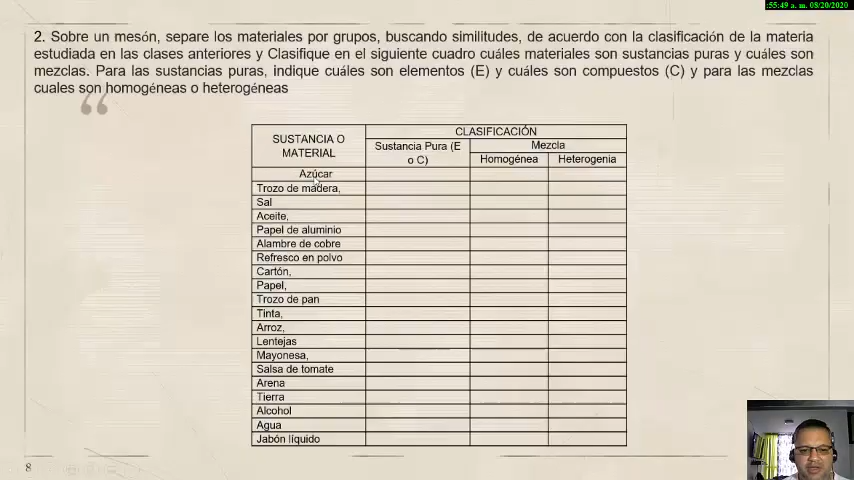 :55:49 a. m. 08/20/2020
2. Sobre un mesón, separe los materiales por grupos, buscando similitudes, de acuerdo con la clasificación de la materia
estudiada en las clases anteriores y Clasifique en el siguiente cuadro cuáles materiales son sustancias puras y cuáles son
mezclas. Para las sustancias puras, indique cuáles son elementos (E) y cuáles son compuestos (C) y para las mezclas
cuales son homogéneas o heterogéneas
“
SUSTANCIA O
MATERIAL
CLASIFICACIÓN
Sustancia Pura (E
o C)
Mezcla
Homogénea
Heterogenia
Azúcar
Trozo de madera,
Sal
Aceite,
Papel de aluminio
Alambre de cobre
Refresco en polvo
Cartón,
Papel,
Trozo de pan
Tinta,
Arroz,
Lentejas
Mayonesa,
Salsa de tomate
Arena
Tierra
Alcohol
Agua
Jabón líquido
8